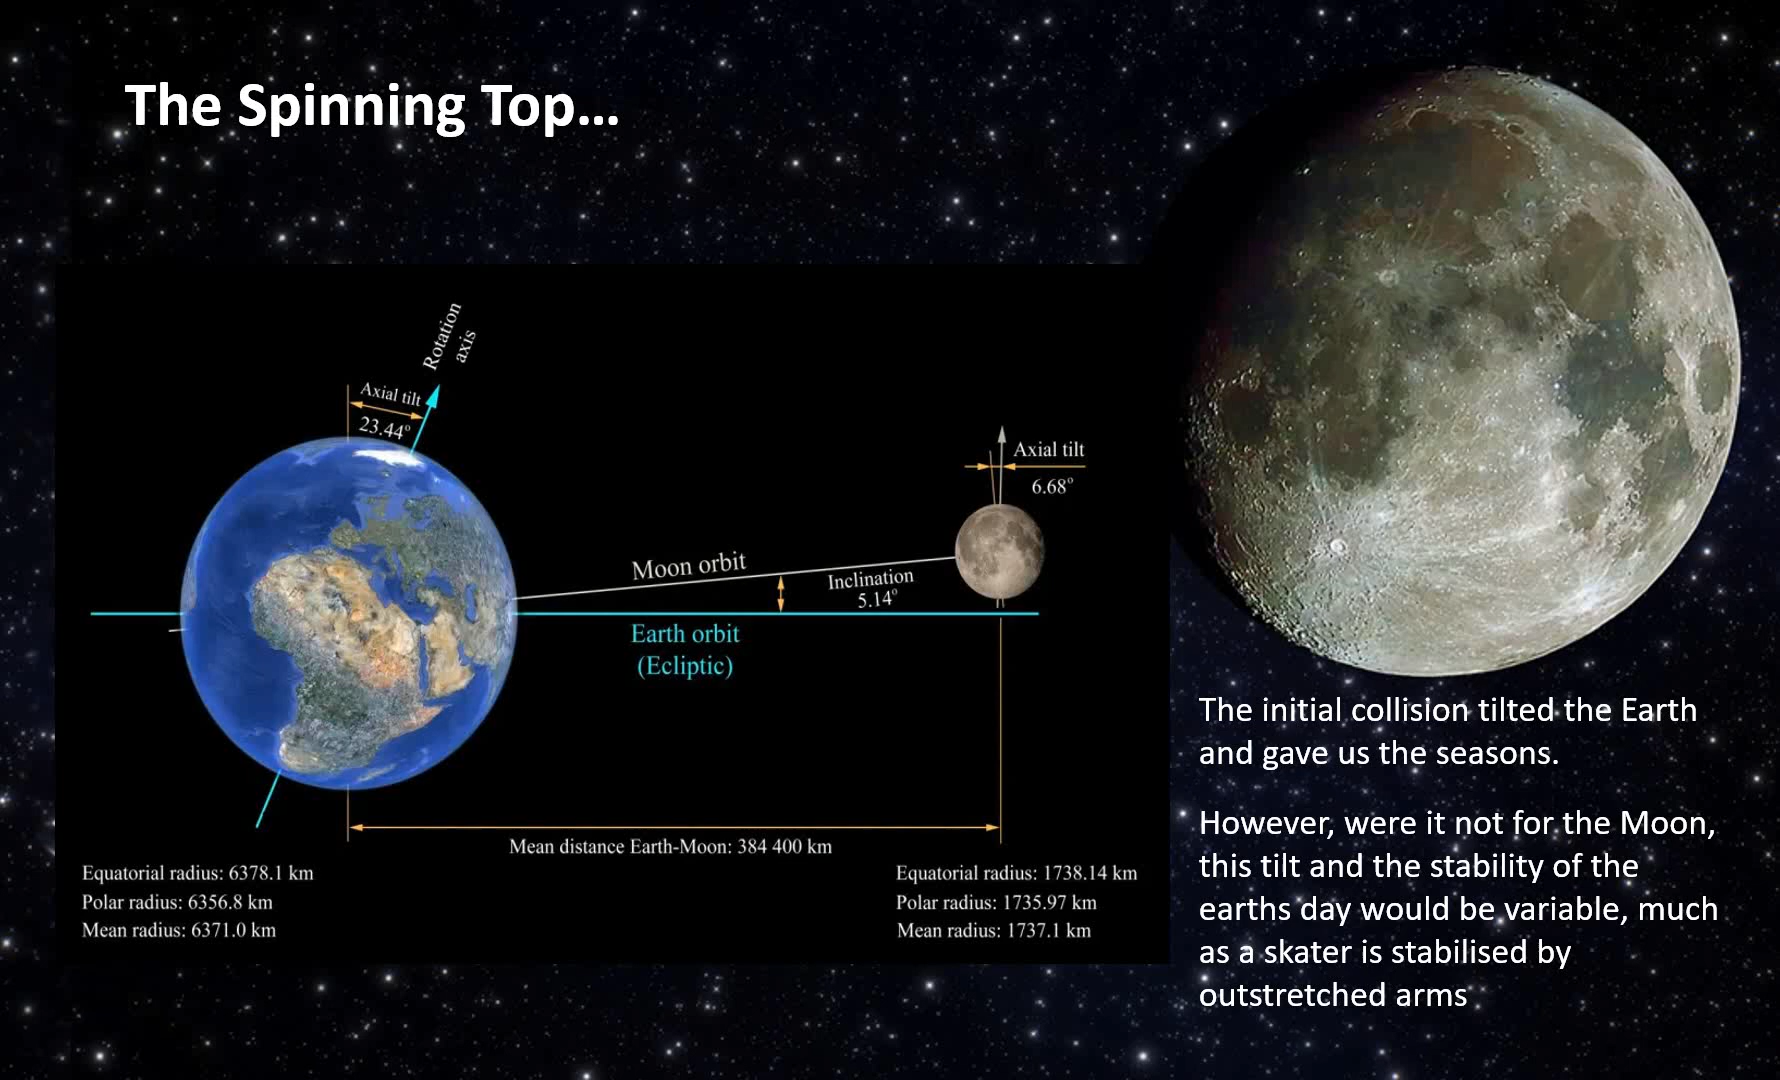 The Spinning Top...
Rotation
axis
Axial tilt
23.44°
Axial tilt
6.68°
Moon orbit
Inclination
5.14°
Earth orbit
(Ecliptic)
Mean distance Earth-Moon: 384 400 km
Equatorial radius: 6378.1 km
Polar radius: 6356.8 km
Mean radius: 6371.0 km
Equatorial radius: 1738.14 km
Polar radius: 1735.97 km
Mean radius: 1737.1 km
The initial collision tilted the Earth
and gave us the seasons.
However, were it not for the Moon,
this tilt and the stability of the
earths day would be variable, much
as a skater is stabilised by
outstretched arms